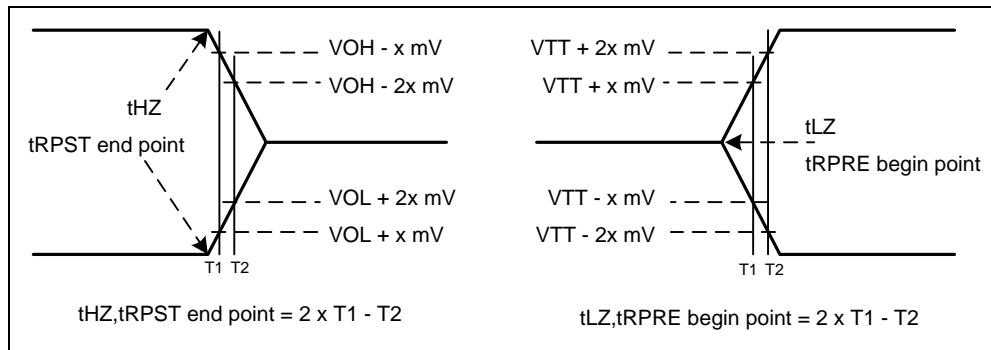 VOH - x mV
VOH - 2x mV
tHZ
tRPST end point
VOL + 2x mV
VOL + x mV
T1 T2
tHZ,tRPST end point = 2 x T1 - T2
VTT + 2x mV
VTT + x mV
tLZ
tRPRE begin point
VTT - x mV
VTT - 2x mV
T1 T2
tLZ,tRPRE begin point = 2 x T1 - T2